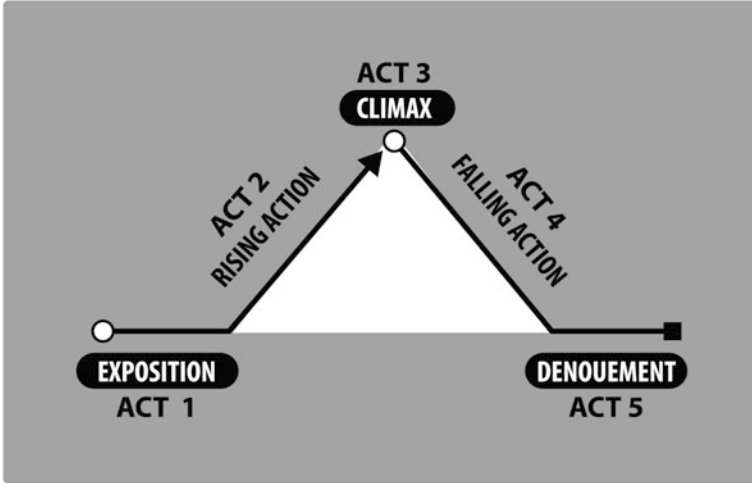 ACT 3
CLIMAX
ACT 2
RISING ACTION
ACT 4
FALLING ACTION
EXPOSITION
ACT 1
DENOUEMENT
ACT 5